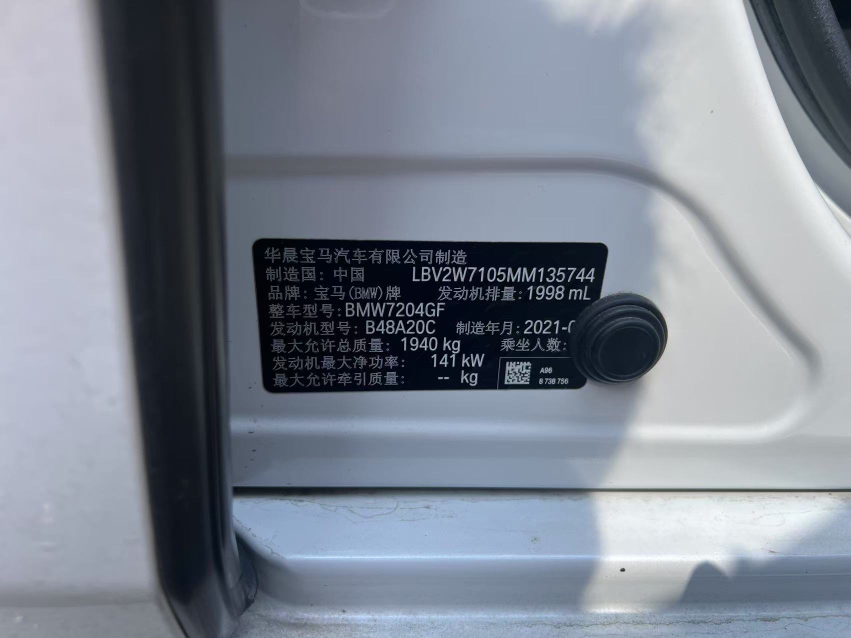 华晨宝马汽车有限公司制造
制造国: 中国 LBV2W7105MM135744
品牌: 宝马(BMW)牌 发动机排量: 1998 mL
整车型号: BMW7204GF
发动机型号: B48A20C 制造年月: 2021-0
最大允许总质量: 1940 kg 乘坐人数:
发动机最大净功率: 141 kW
最大允许牵引质量: -- kg
A96
8 738 756